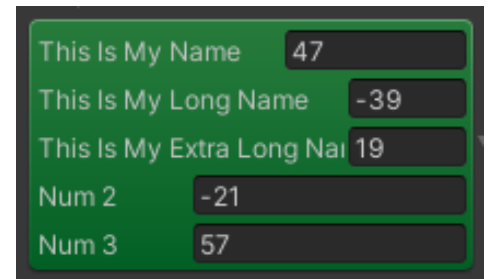 This Is My Name 47
This Is My Long Name -39
This Is My Extra Long Nai 19
Num 2 -21
Num 3 57